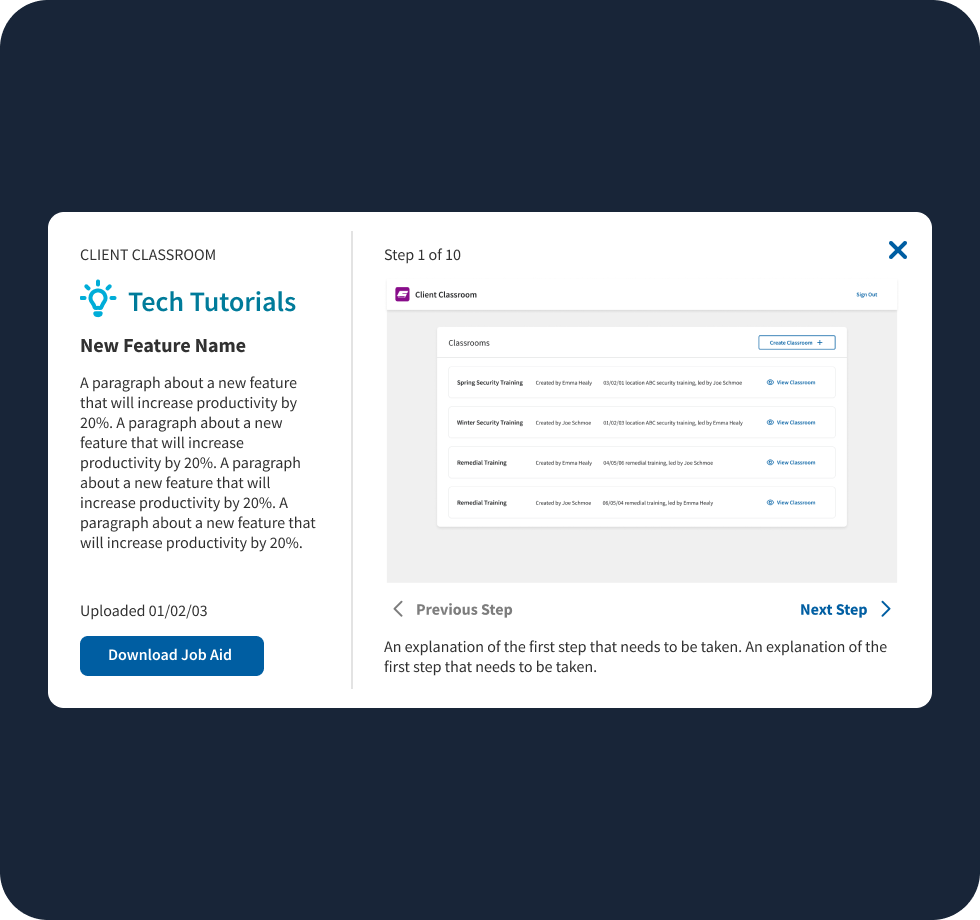 CLIENT CLASSROOM
Tech Tutorials
New Feature Name
A paragraph about a new feature
that will increase productivity by
20%. A paragraph about a new
feature that will increase
productivity by 20%. A paragraph
about a new feature that will
increase productivity by 20%. A
paragraph about a new feature that
will increase productivity by 20%.
Uploaded 01/02/03
Download Job Aid
Step 1 of 10
Client Classroom
Sign Out
Classrooms
Create Classroom +
Spring Security Training Created by Emma Healy 03/02/01 location ABC security training, led by Joe Schmoe View Classroom
Winter Security Training Created by Joe Schmoe 01/02/03 location ABC security training, led by Emma Healy View Classroom
Remedial Training Created by Emma Healy 04/05/06 remedial training, led by Joe Schmoe View Classroom
Remedial Training Created by Joe Schmoe 06/05/04 remedial training, led by Emma Healy View Classroom
Previous Step
Next Step
An explanation of the first step that needs to be taken. An explanation of the
first step that needs to be taken.